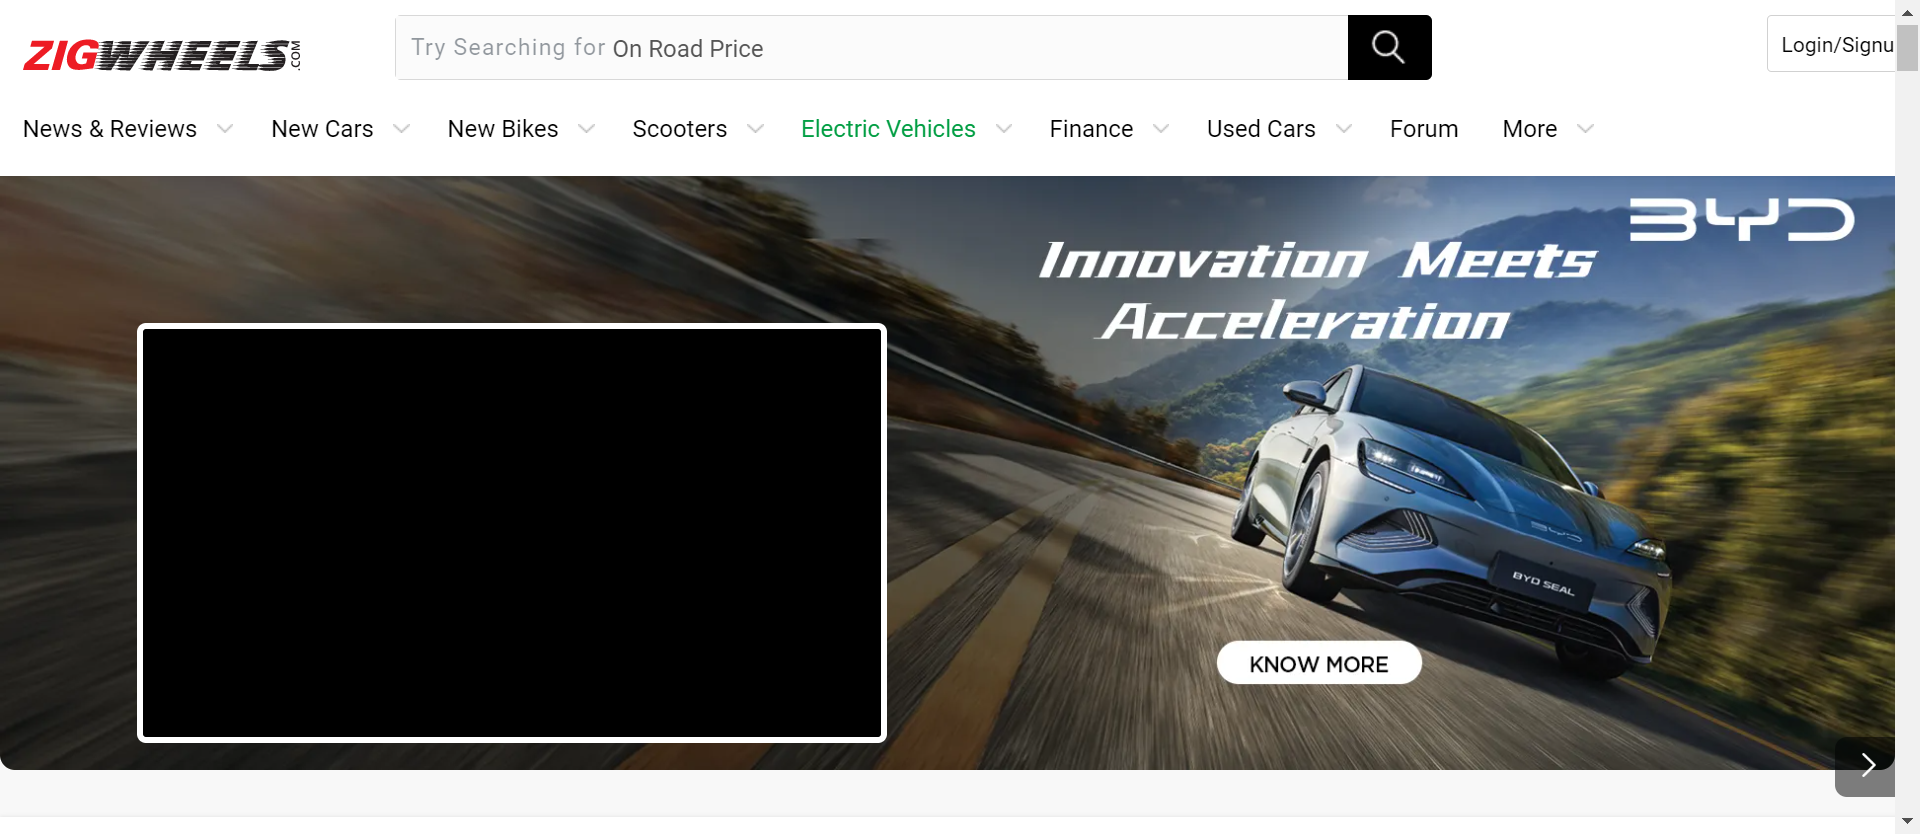 ZIGWHEELS.COM
Try Searching for On Road Price
Login/Signu
News & Reviews
New Cars
New Bikes
Scooters
Electric Vehicles
Finance
Used Cars
Forum
More
BYD
Innovation Meets
Acceleration
BYD
BYD SEAL
KNOW MORE